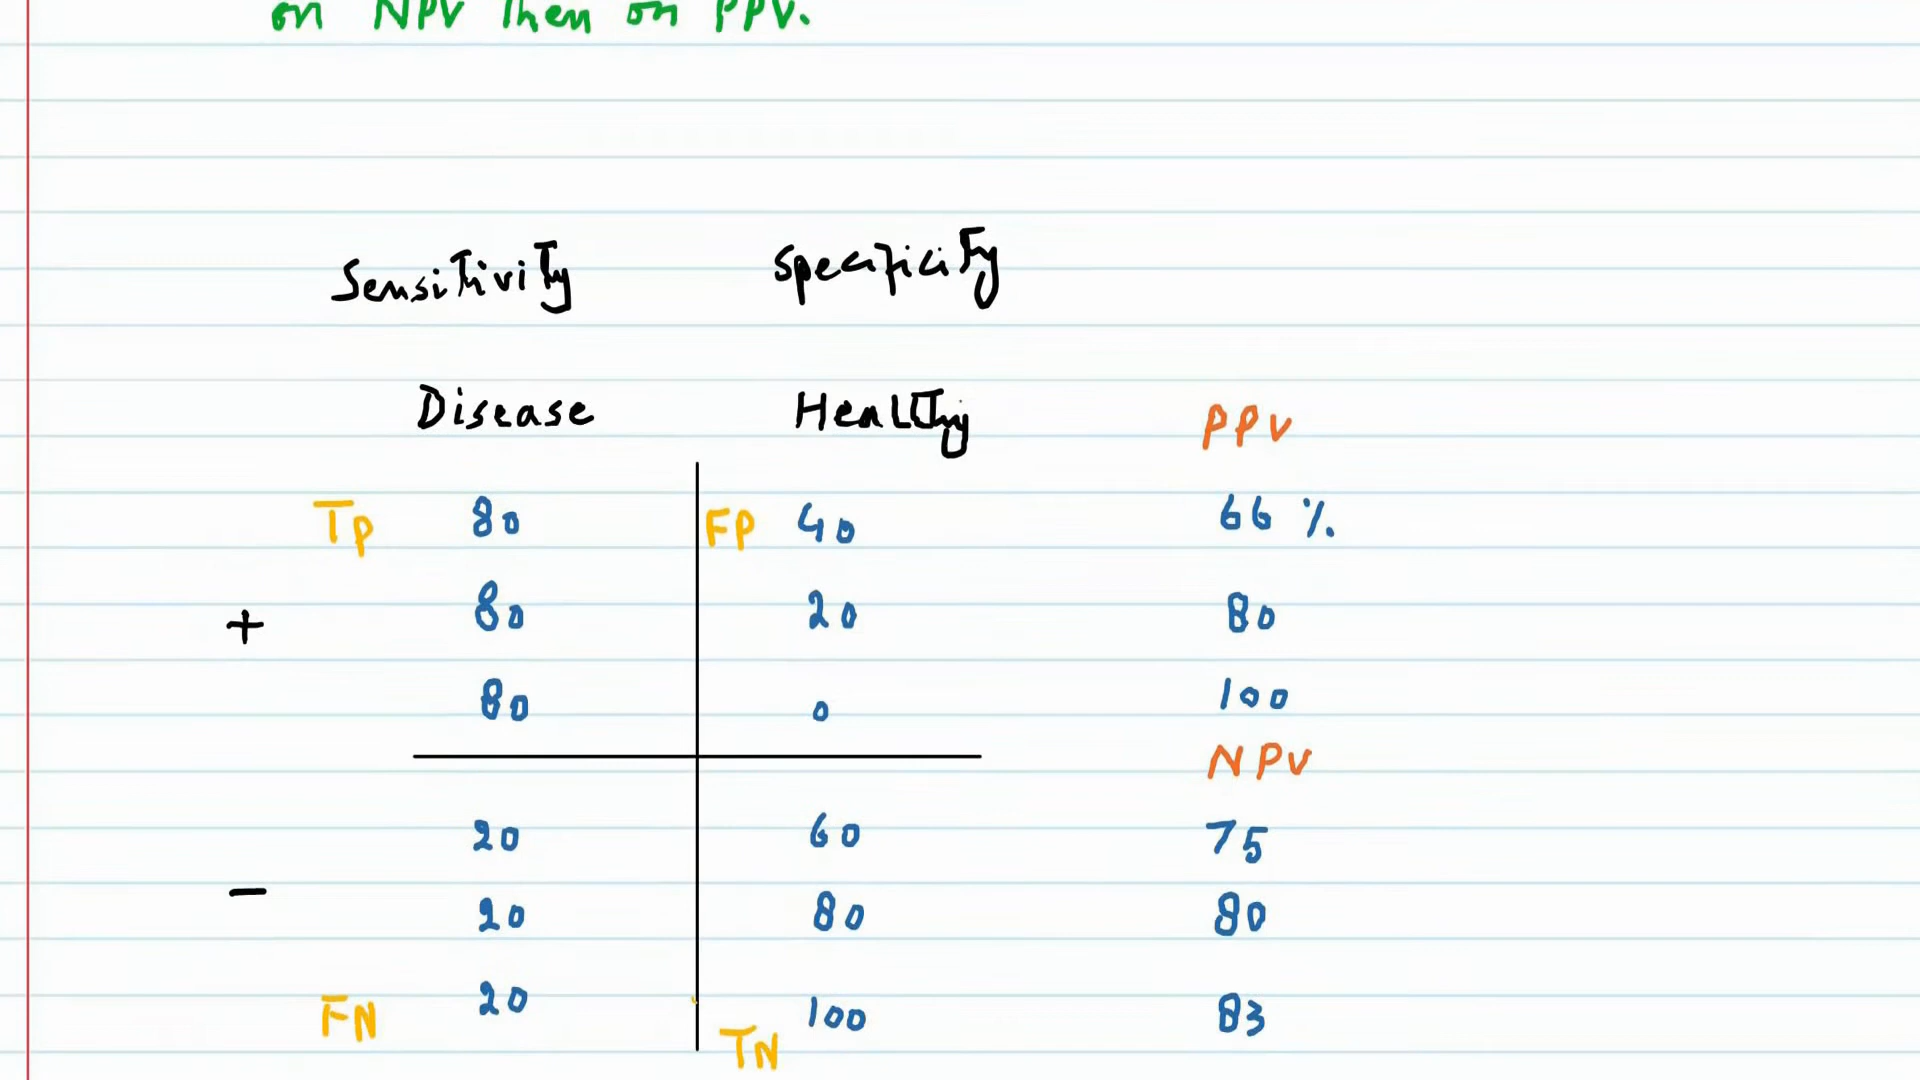 on NPV then on PPV.
Sensitivity Specificity
Disease Healthy PPV
TP 80 FP 40 66 %
+ 80 20 80
80 0 100
NPV
20 60 75
- 20 80 80
FN 20 TN 100 83